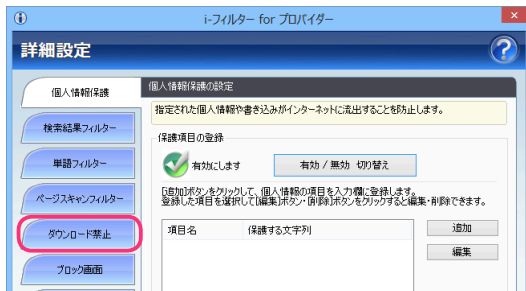 i-フィルター for プロバイダー
詳細設定
個人情報保護
検索結果フィルター
単語フィルター
ページスキャンフィルター
ダウンロード禁止
ブロック画面
個人情報保護の設定
指定された個人情報や書き込みがインターネットに流出することを防止します。
保護項目の登録
有効にします
有効 / 無効 切り替え
[追加]ボタンをクリックして、個人情報の項目を入力欄に登録します。
登録した項目を選択して[編集]ボタン・[削除]ボタンをクリックすると編集・削除できます。
項目名 保護する文字列
追加
編集